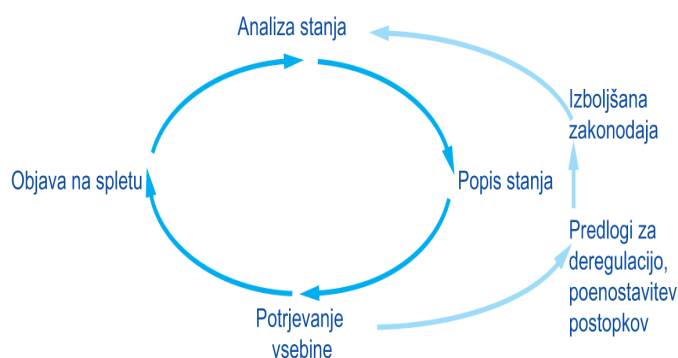 Analiza stanja
Izboljšana
zakonodaja
Objava na spletu
Popis stanja
Predlogi za
deregulacijo,
poenostavitev
postopkov
Potrjevanje
vsebine